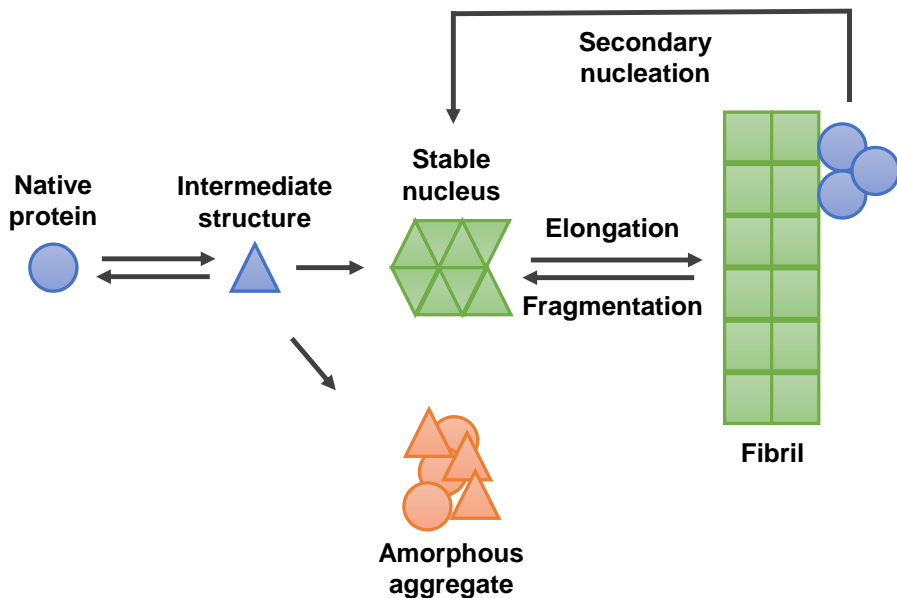 Secondary
nucleation
Native
protein
Intermediate
structure
Stable
nucleus
Elongation
Fragmentation
Fibril
Amorphous
aggregate